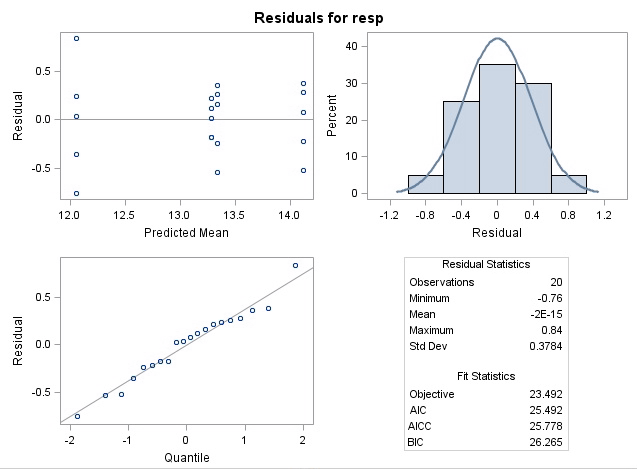 Residuals for resp
Residual
0.5
0.0
-0.5
12.0 12.5 13.0 13.5 14.0
Predicted Mean
Percent
40
30
20
10
0
-1.2 -0.8 -0.4 0 0.4 0.8 1.2
Residual
Residual
0.5
0.0
-0.5
-2 -1 0 1 2
Quantile
Residual Statistics
Observations 20
Minimum -0.76
Mean -2E-15
Maximum 0.84
Std Dev 0.3784
Fit Statistics
Objective 23.492
AIC 25.492
AICC 25.778
BIC 26.265